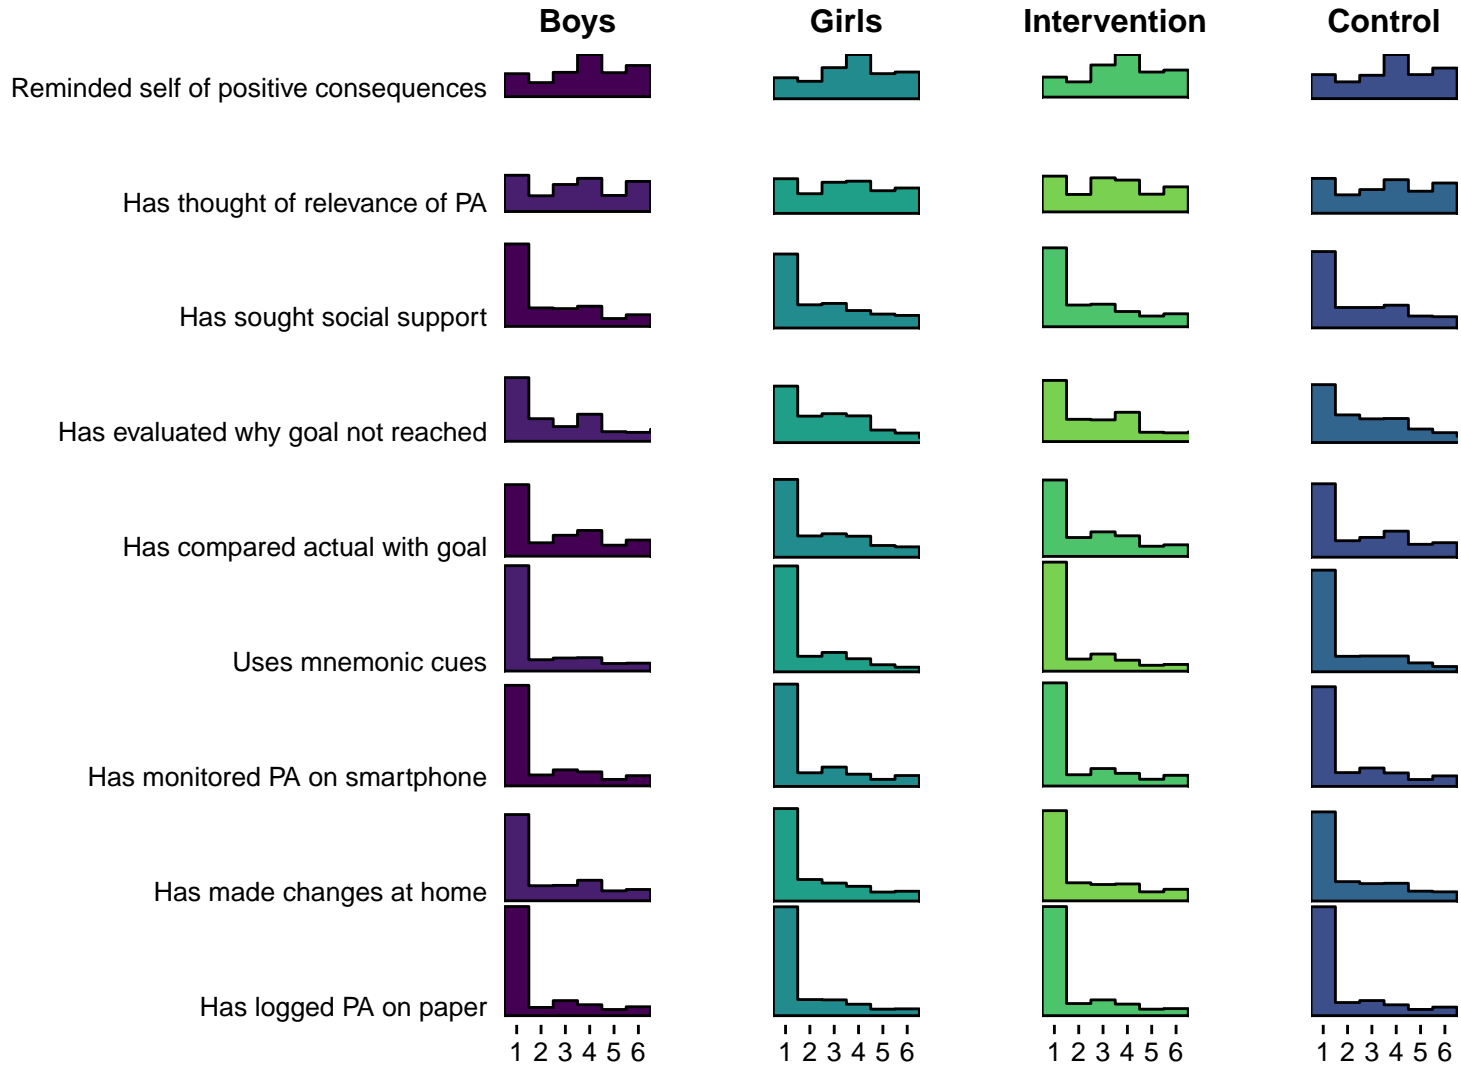 Boys Girls Intervention Control
Reminded self of positive consequences
Has thought of relevance of PA
Has sought social support
Has evaluated why goal not reached
Has compared actual with goal
Uses mnemonic cues
Has monitored PA on smartphone
Has made changes at home
Has logged PA on paper
1 2 3 4 5 6 1 2 3 4 5 6 1 2 3 4 5 6 1 2 3 4 5 6